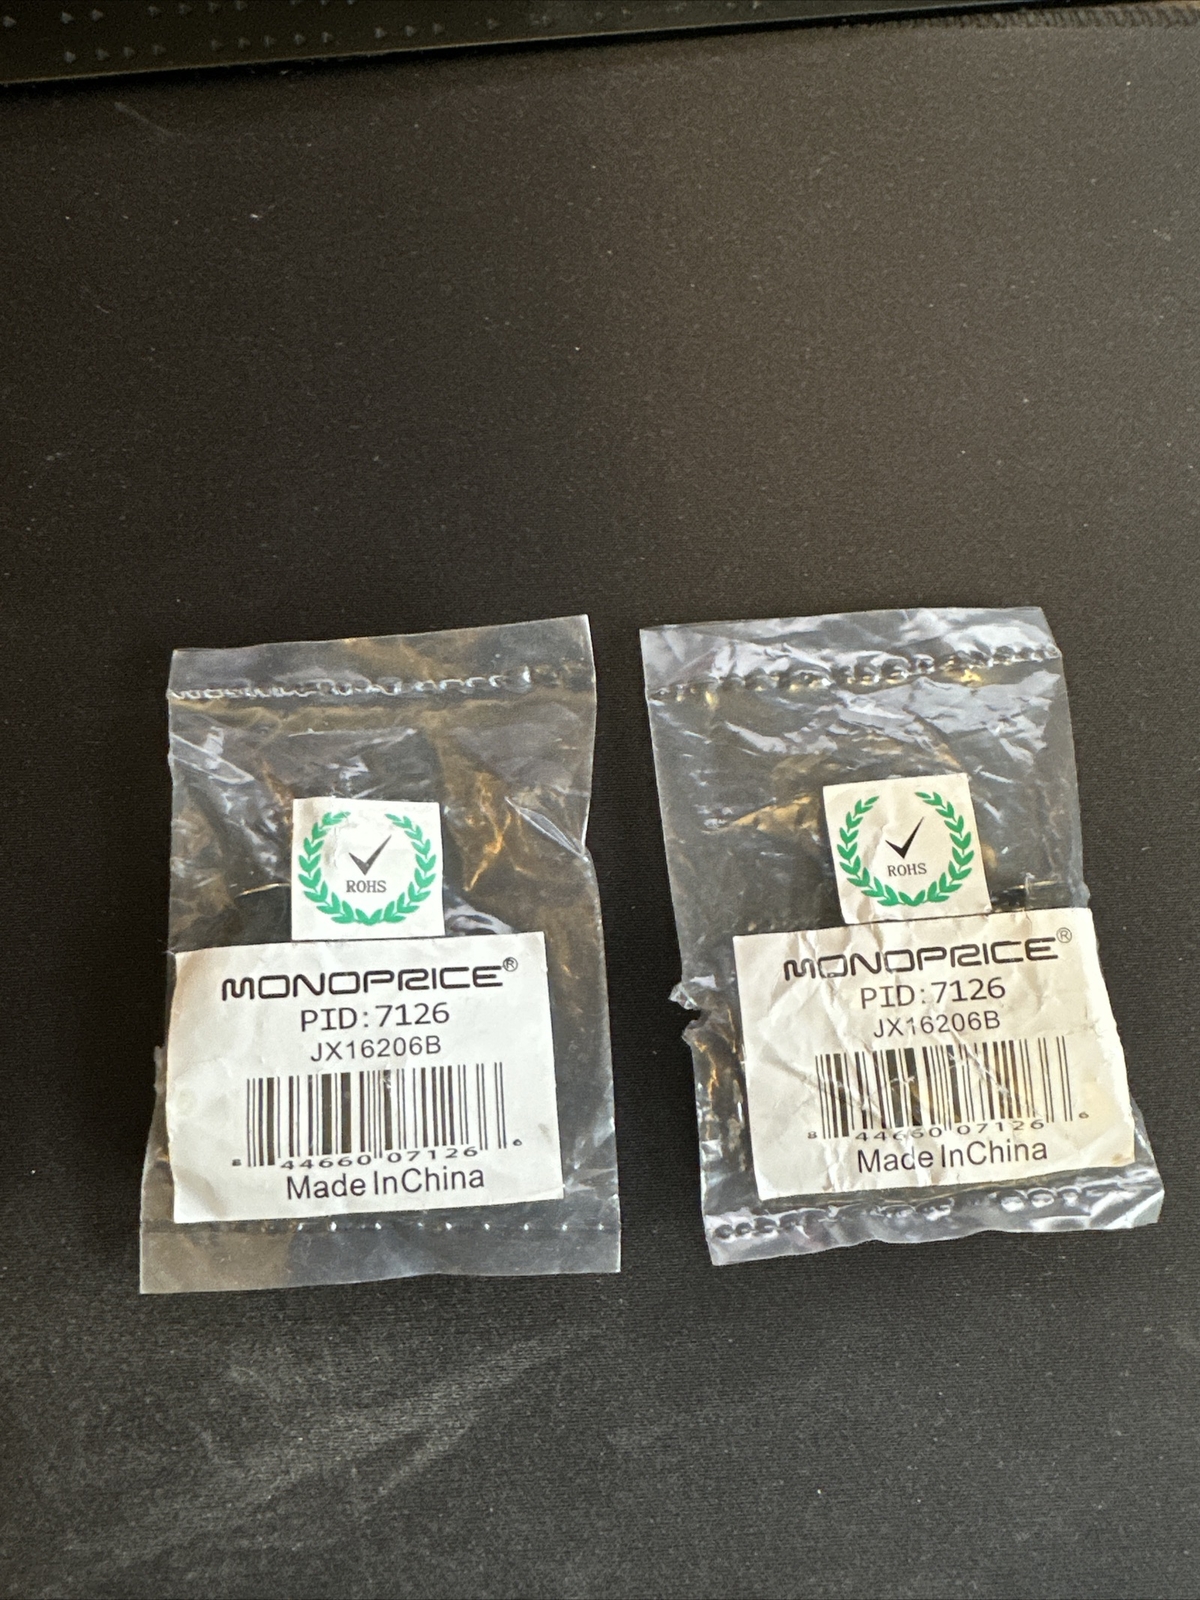 ROHS
MONOPRICE®
PID:7126
JX16206B
8 44660 07126 6
Made In China
ROHS
MONOPRICE®
PID:7126
JX16206B
8 44660 07126 6
Made In China